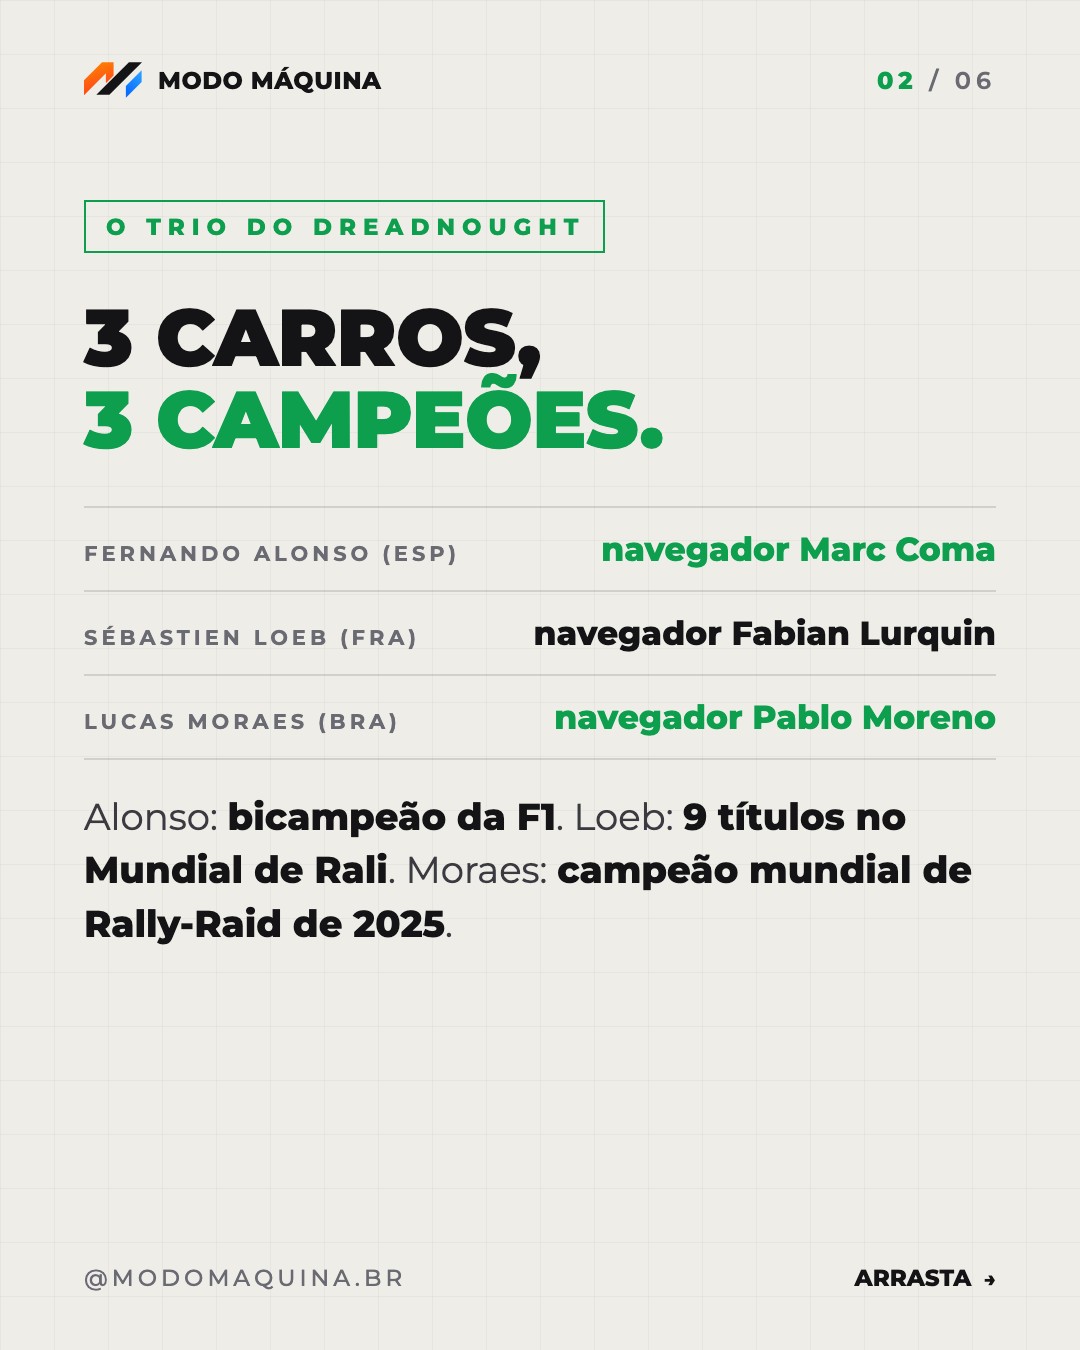 MODO MÁQUINA
02 / 06
O TRIO DO DREADNOUGHT
3 CARROS,
3 CAMPEÕES.
FERNANDO ALONSO (ESP) navegador Marc Coma
SÉBASTIEN LOEB (FRA) navegador Fabian Lurquin
LUCAS MORAES (BRA) navegador Pablo Moreno
Alonso: bicampeão da F1. Loeb: 9 títulos no
Mundial de Rali. Moraes: campeão mundial de
Rally-Raid de 2025.
@MODOMAQUINA.BR
ARRASTA →